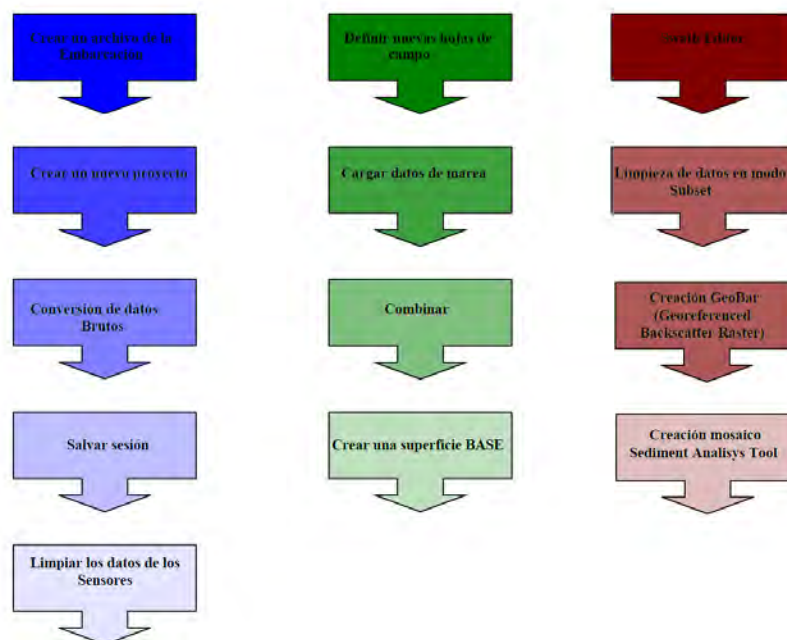 Crear un archivo de la
Embarcación
Crear un nuevo proyecto
Conversion de datos
Brutos
Salvar sesión
Limpiar los datos de los
Sensores
Definir nuevas hojas de
campo
Cargar datos de marea
Combinar
Crear una superficie BASE
Editor
Limpieza de datos en modo
Subset
Creación GeoBar
(Georeferenced
Backscatter Raster)
Creación mosaico
Sediment Analisys Tool